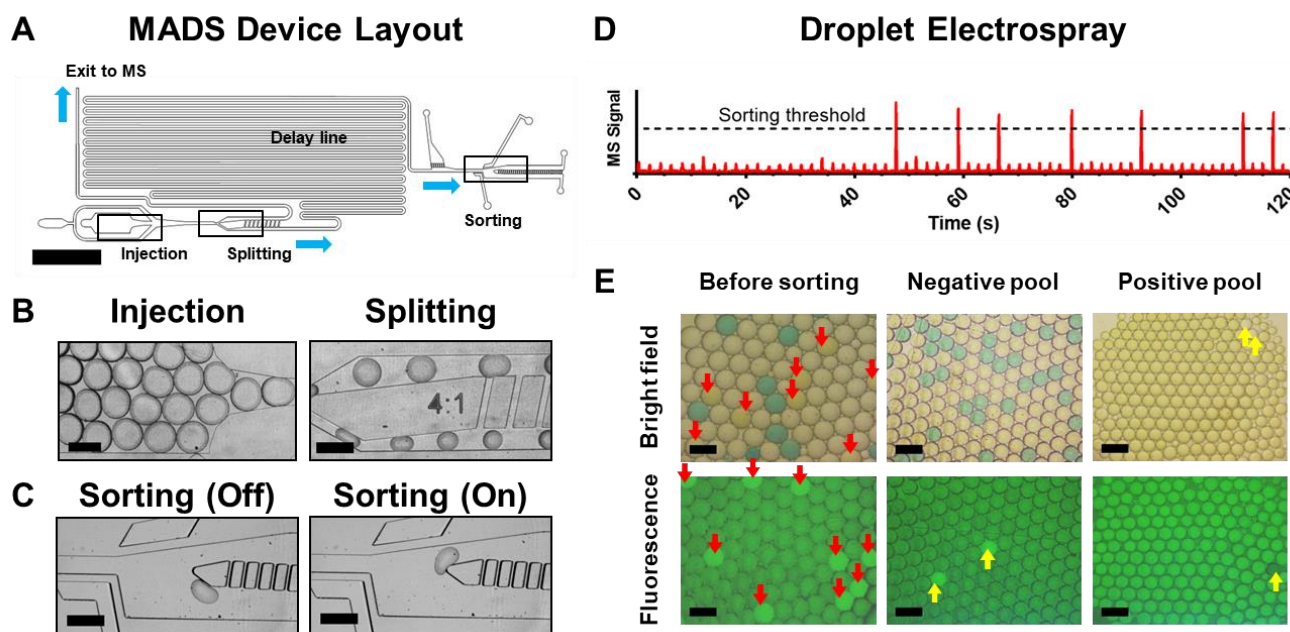 A MADS Device Layout
Exit to MS
Delay line
Sorting
Injection
Splitting
B Injection Splitting
4:1
C Sorting (Off) Sorting (On)
D Droplet Electrospray
MS Signal
Sorting threshold
0 20 40 60 80 100 120
Time (s)
E Before sorting Negative pool Positive pool
Bright field
Fluorescence